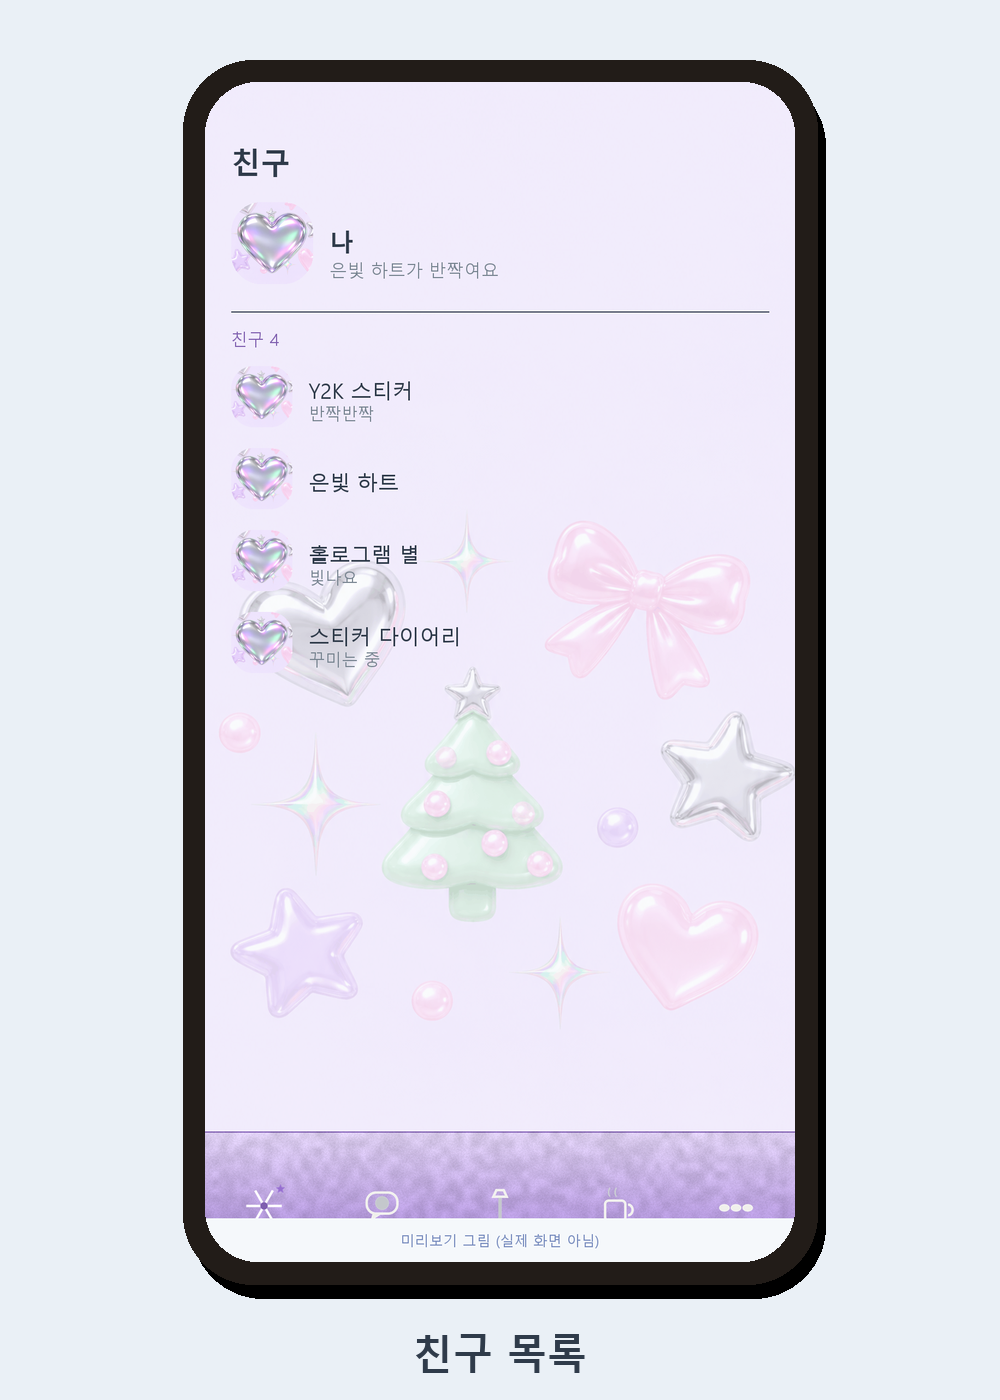 친구
나
은빛 하트가 반짝여요
친구 4
Y2K 스티커
반짝반짝
은빛 하트
홀로그램 별
빛나요
스티커 다이어리
꾸미는 중
미리보기 그림 (실제 화면 아님)
친구 목록